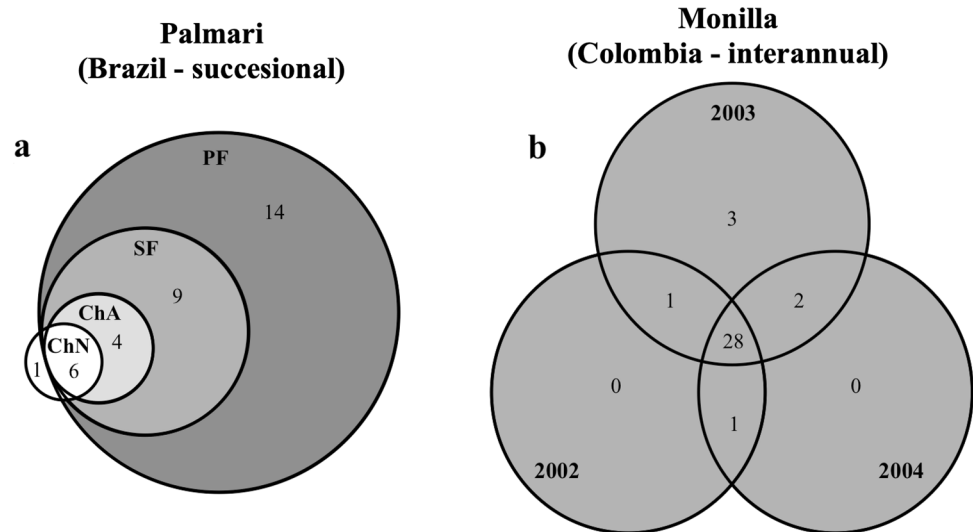 Palmari
(Brazil - succesional)
a
PF
14
SF
9
ChA
4
ChN
1
6
Monilla
(Colombia - interannual)
b
2003
3
1
2
28
0
0
1
2002
2004